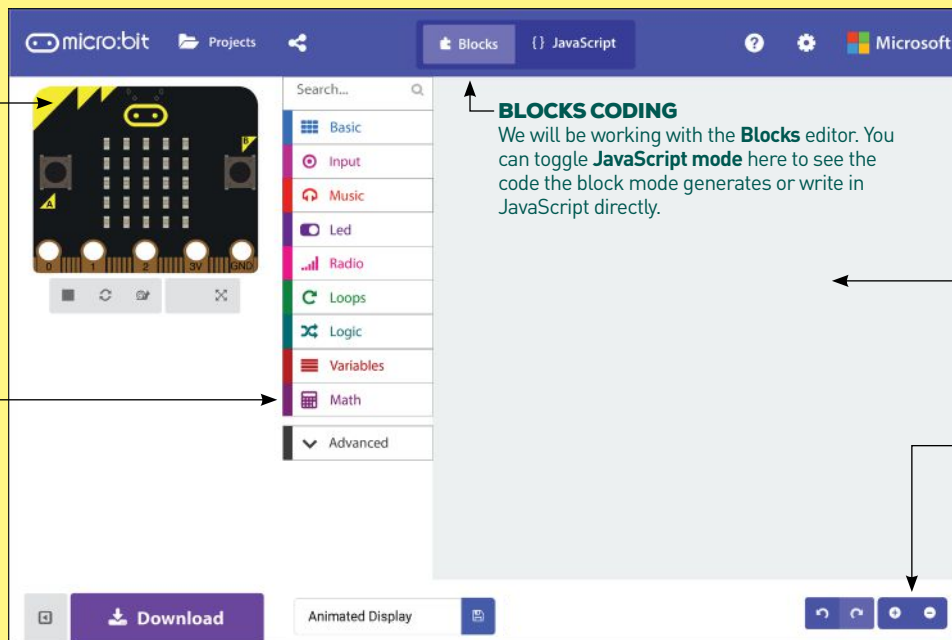 micro:bit Projects Blocks {} JavaScript ? Microsoft
Search...
Basic
Input
Music
Led
Radio
Loops
Logic
Variables
Math
Advanced
A
B
0 1 2 3V GND
BLOCKS CODING
We will be working with the Blocks editor. You
can toggle JavaScript mode here to see the
code the block mode generates or write in
JavaScript directly.
Download
Animated Display